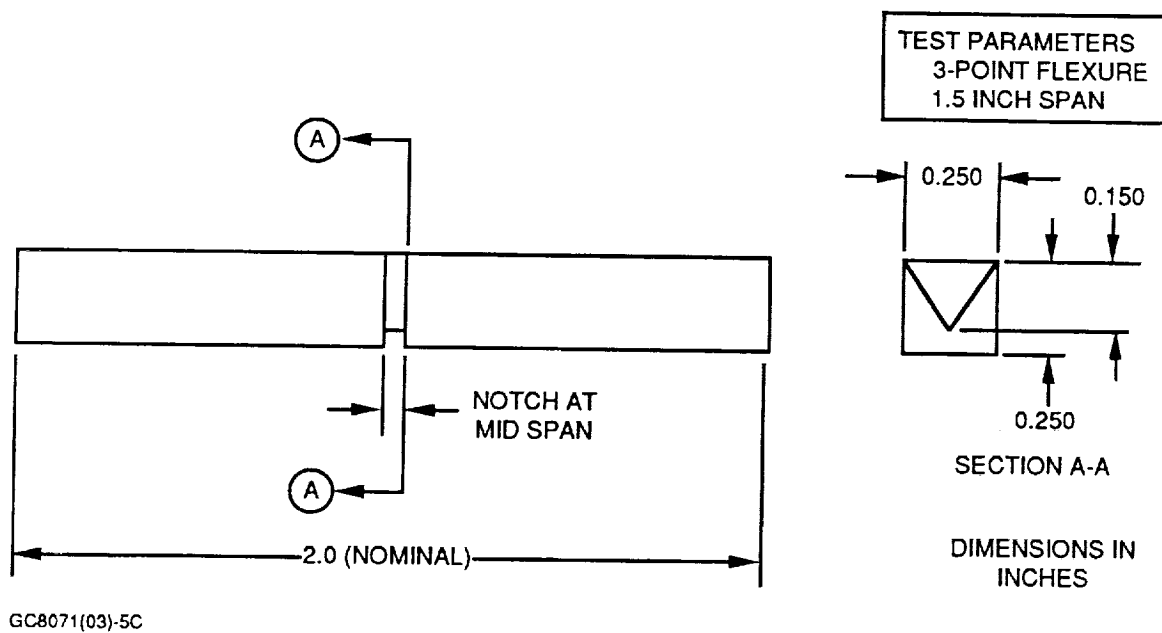 TEST PARAMETERS
3-POINT FLEXURE
1.5 INCH SPAN
A
0.250
0.150
NOTCH AT
MID SPAN
0.250
A
SECTION A-A
2.0 (NOMINAL)
DIMENSIONS IN
INCHES
GC8071(03)-5C